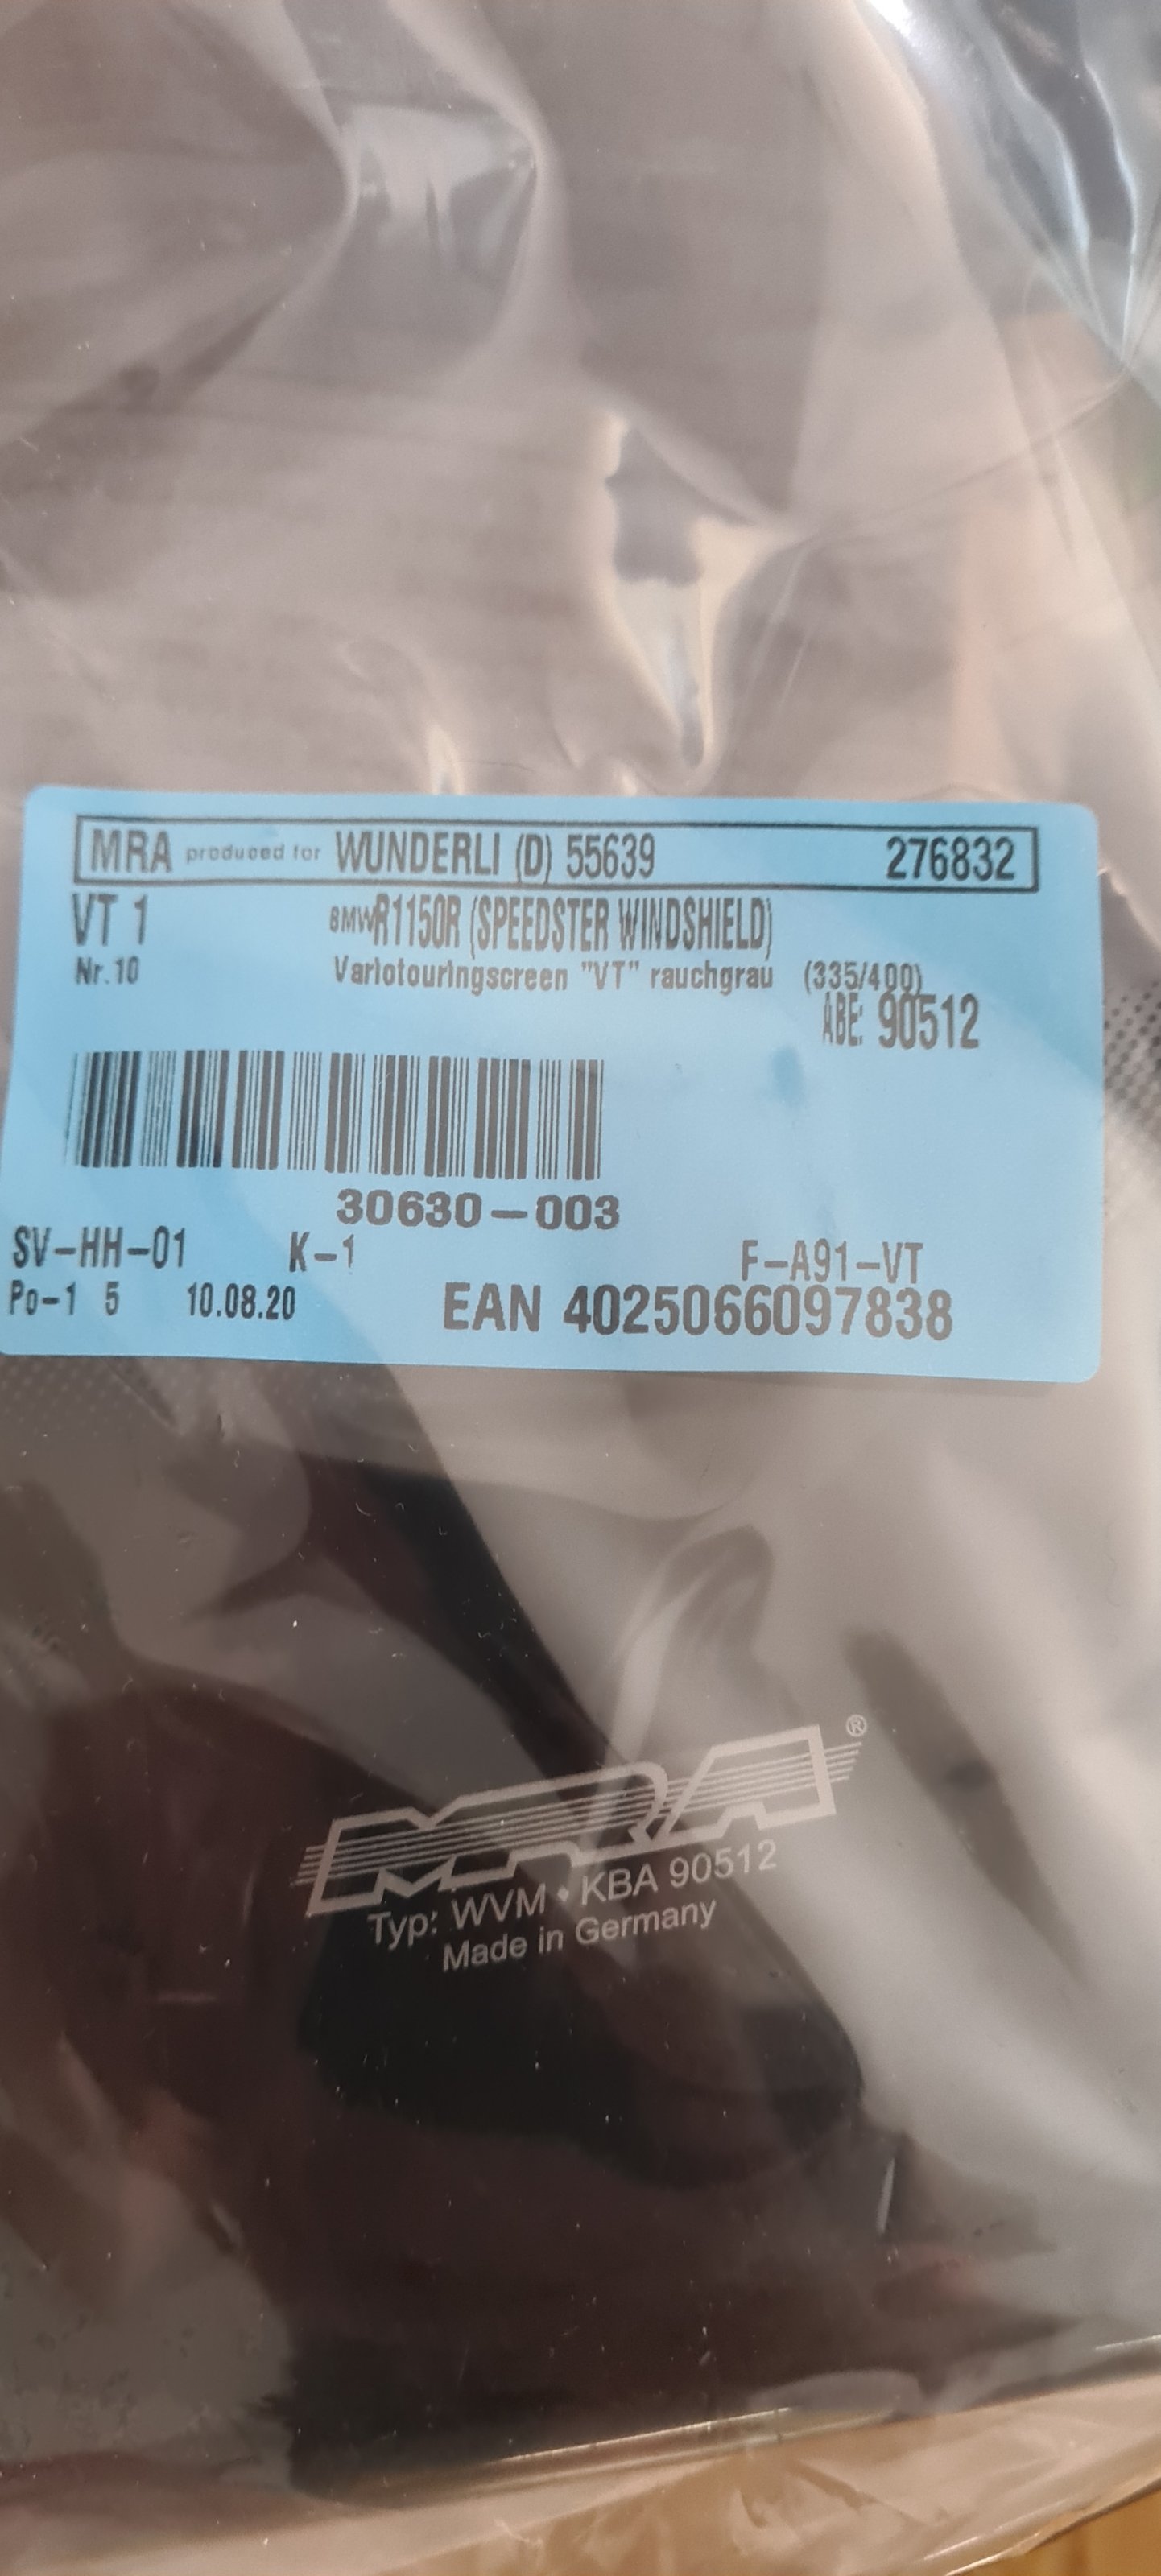 MRA produced for WUNDERLI (D) 55639 276832
VT 1 BMW R1150R (SPEEDSTER WINDSHIELD)
Nr.10 Variotouringscreen "VT" rauchgrau (335/400)
ABE: 90512
30630-003
SV-HH-01 K-1 F-A91-VT
Po-1 5 10.08.20 EAN 4025066097838
MRA®
Typ: WVM • KBA 90512
Made in Germany